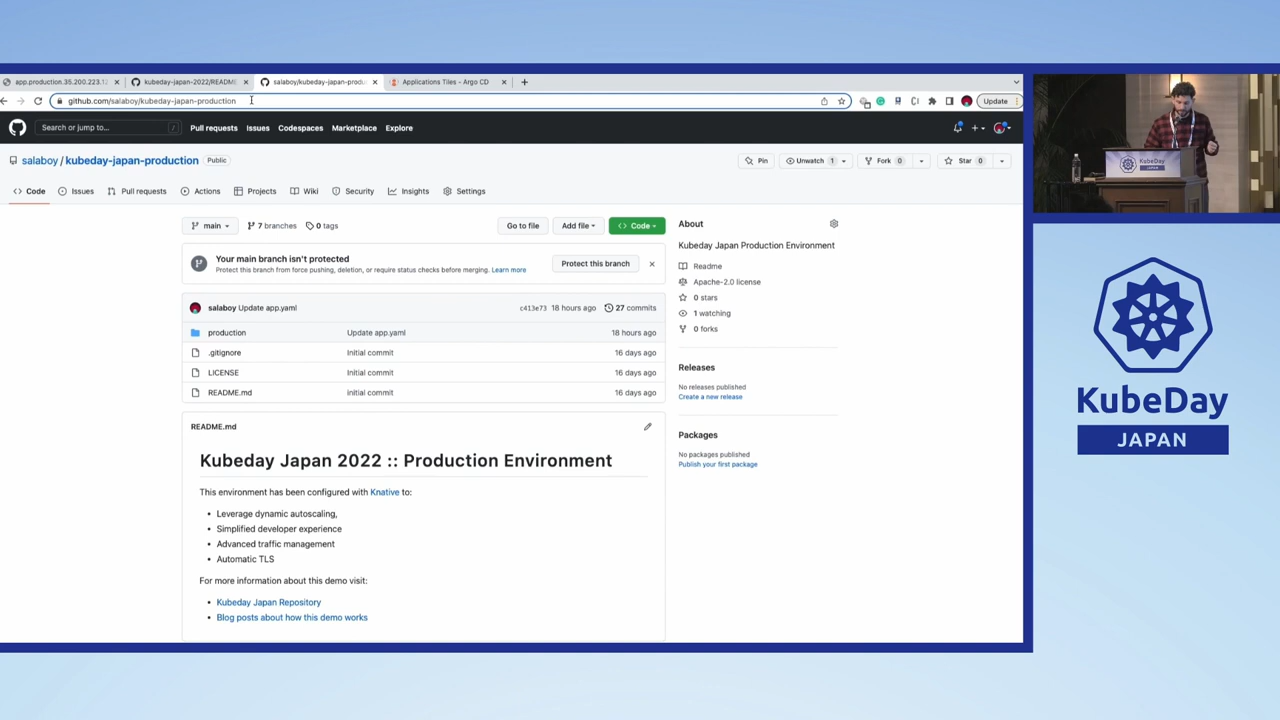 app.production.35.200.223.12
kubeday-japan-2022/README
salaboy/kubeday-japan-produ
Applications Tiles - Argo CD
github.com/salaboy/kubeday-japan-production
Update
Search or jump to...
/
Pull requests
Issues
Codespaces
Marketplace
Explore
salaboy / kubeday-japan-production
Public
Pin
Unwatch 1
Fork 0
Star 0
Code
Issues
Pull requests
Actions
Projects
Wiki
Security
Insights
Settings
main
7 branches
0 tags
Go to file
Add file
Code
Your main branch isn't protected
Protect this branch from force pushing, deletion, or require status checks before merging. Learn more
Protect this branch
salaboy Update app.yaml
c413e73 18 hours ago
27 commits
production
Update app.yaml
18 hours ago
.gitignore
Initial commit
16 days ago
LICENSE
Initial commit
16 days ago
README.md
Initial commit
16 days ago
README.md
Kubeday Japan 2022 :: Production Environment
This environment has been configured with Knative to:
• Leverage dynamic autoscaling,
• Simplified developer experience
• Advanced traffic management
• Automatic TLS
For more information about this demo visit:
• Kubeday Japan Repository
• Blog posts about how this demo works
About
Kubeday Japan Production Environment
Readme
Apache-2.0 license
0 stars
1 watching
0 forks
Releases
No releases published
Create a new release
Packages
No packages published
Publish your first package
KubeDay
JAPAN
KubeDay
JAPAN